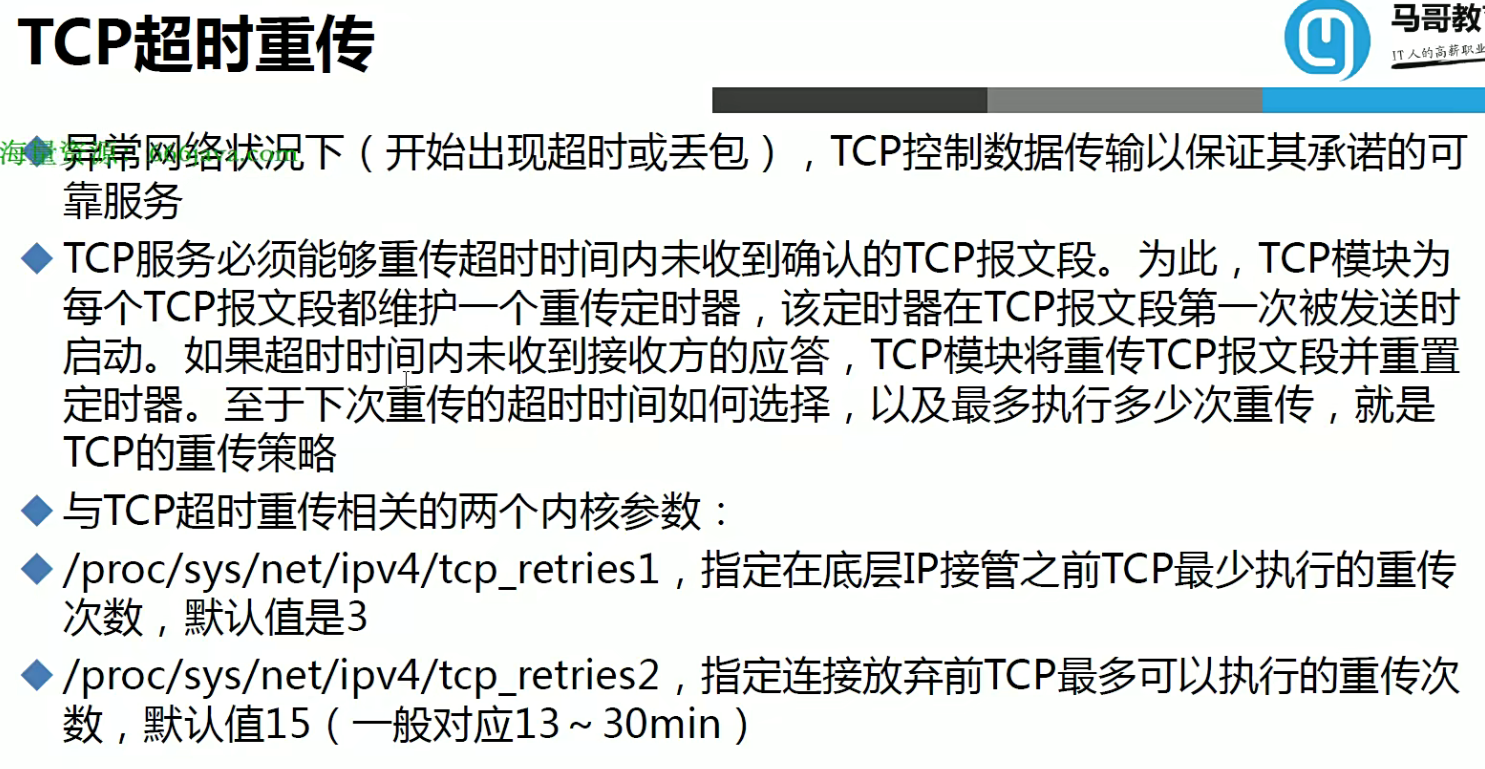 TCP超时重传
马哥教
IT人的高薪职业
海量资源：666java.com
异常网络状况下（开始出现超时或丢包），TCP控制数据传输以保证其承诺的可
靠服务
TCP服务必须能够重传超时时间内未收到确认的TCP报文段。为此，TCP模块为
每个TCP报文段都维护一个重传定时器，该定时器在TCP报文段第一次被发送时
启动。如果超时时间内未收到接收方的应答，TCP模块将重传TCP报文段并重置
定时器。至于下次重传的超时时间如何选择，以及最多执行多少次重传，就是
TCP的重传策略
与TCP超时重传相关的两个内核参数：
/proc/sys/net/ipv4/tcp_retries1，指定在底层IP接管之前TCP最少执行的重传
次数，默认值是3
/proc/sys/net/ipv4/tcp_retries2，指定连接放弃前TCP最多可以执行的重传次
数，默认值15（一般对应13～30min）